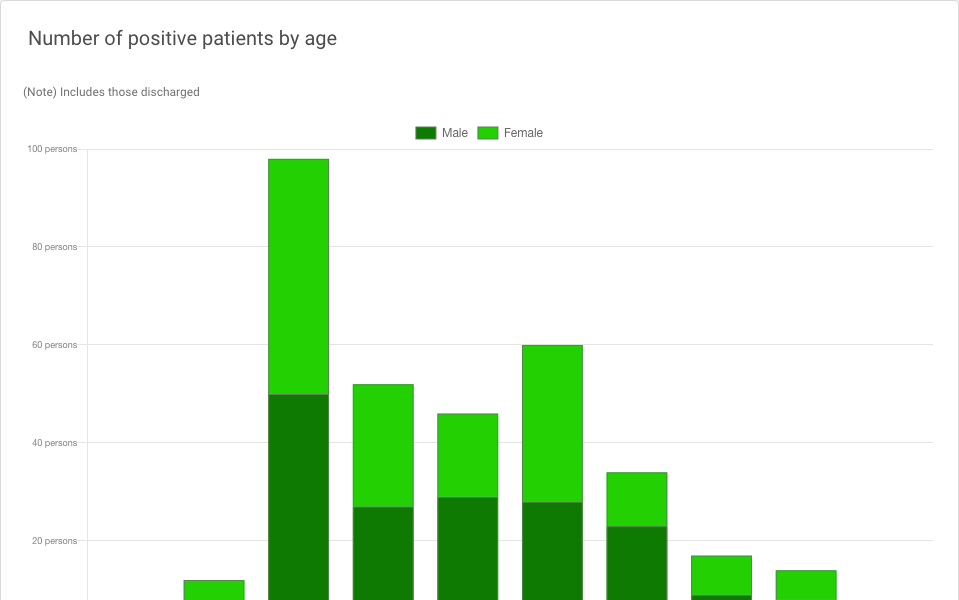 Number of positive patients by age
(Note) Includes those discharged
Male Female
100 persons
80 persons
60 persons
40 persons
20 persons